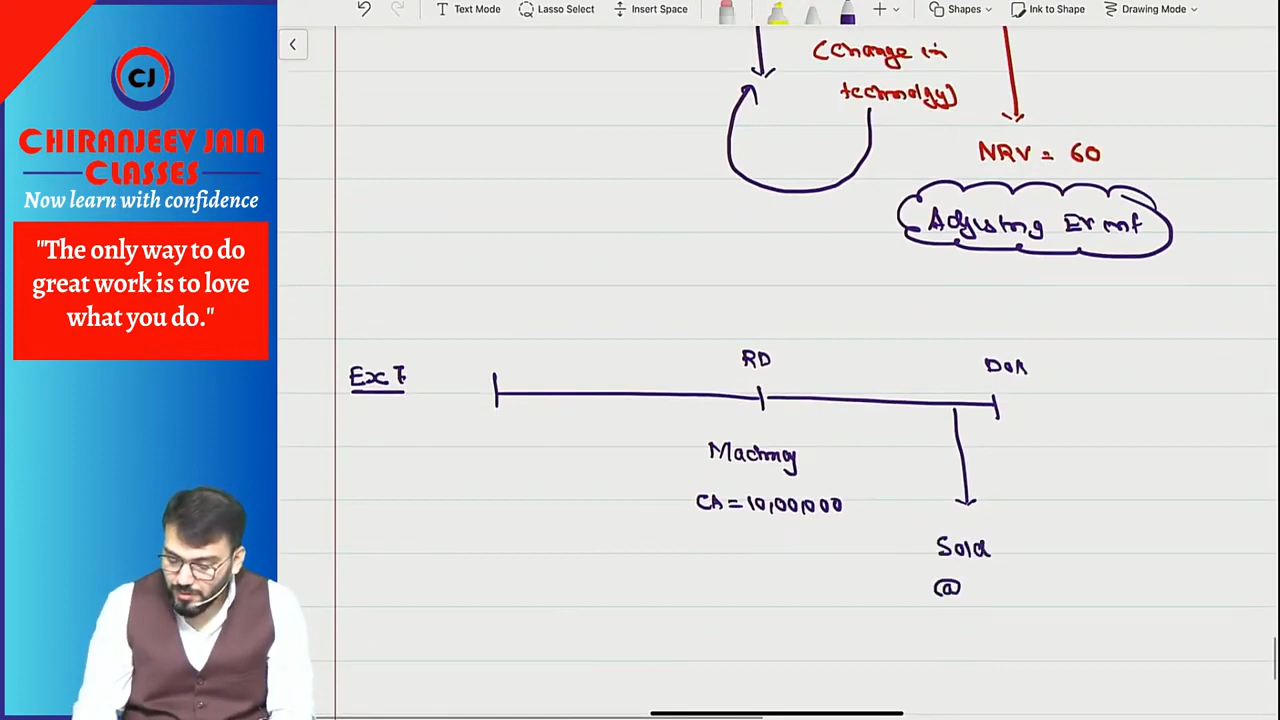 Text Mode
Lasso Select
Insert Space
Shapes
Ink to Shape
Drawing Mode
CJ
CHIRANJEEV JAIN
CLASSES
Now learn with confidence
"The only way to do
great work is to love
what you do."
(Change in
technology)
NRV = 60
Adjusting Event
Ex 7
RD
DOA
Machinery
CA = 10,00,000
Sold
@